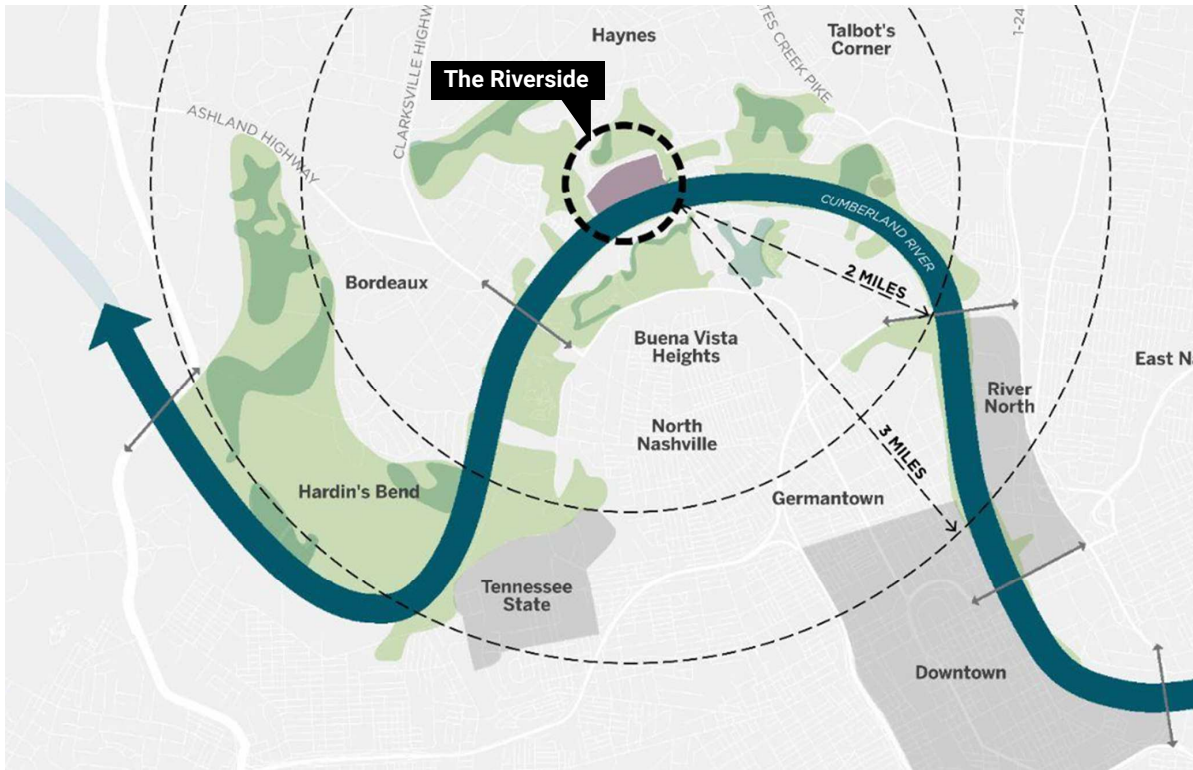 Haynes
Talbot's
Corner
The Riverside
CLARKSVILLE HIGHW
TES CREEK PIKE
1-24
ASHLAND HIGHWAY
CUMBERLAND RIVER
2 MILES
Bordeaux
Buena Vista
Heights
East N
River
North
North
Nashville
3 MILES
Hardin's Bend
Germantown
Tennessee
State
Downtown